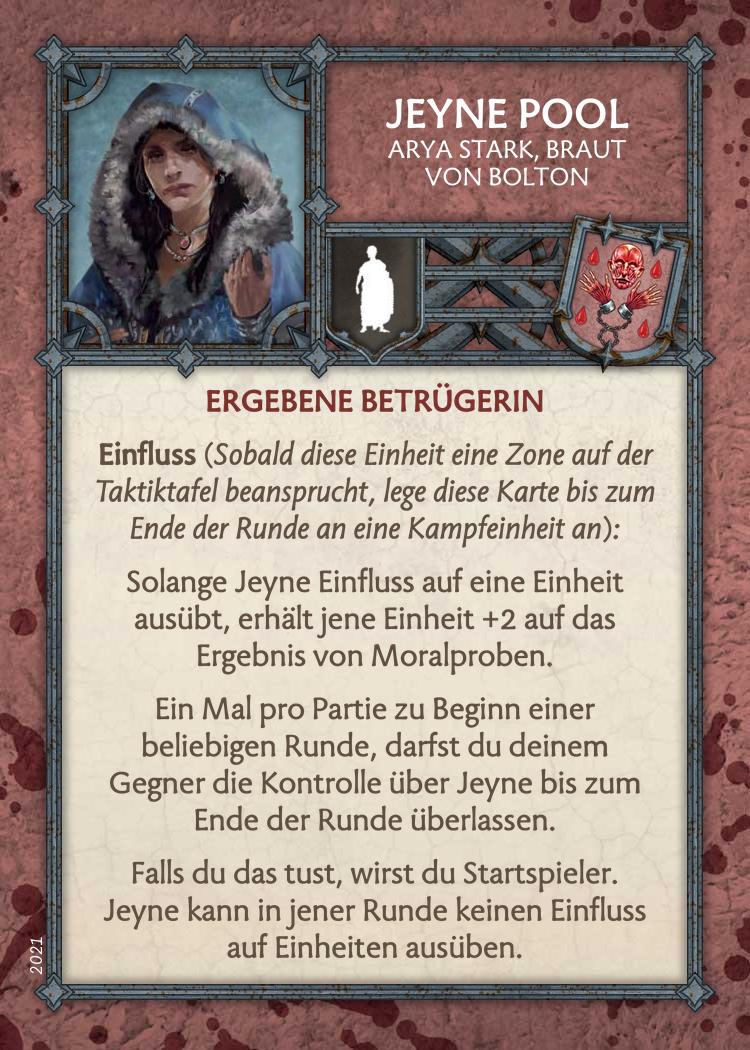 JEYNE POOL
ARYA STARK, BRAUT
VON BOLTON
ERGEBENE BETRÜGERIN
Einfluss (Sobald diese Einheit eine Zone auf der
Taktiktafel beansprucht, lege diese Karte bis zum
Ende der Runde an eine Kampfeinheit an):
Solange Jeyne Einfluss auf eine Einheit
ausübt, erhält jene Einheit +2 auf das
Ergebnis von Moralproben.
Ein Mal pro Partie zu Beginn einer
beliebigen Runde, darfst du deinem
Gegner die Kontrolle über Jeyne bis zum
Ende der Runde überlassen.
Falls du das tust, wirst du Startspieler.
Jeyne kann in jener Runde keinen Einfluss
auf Einheiten ausüben.
2021